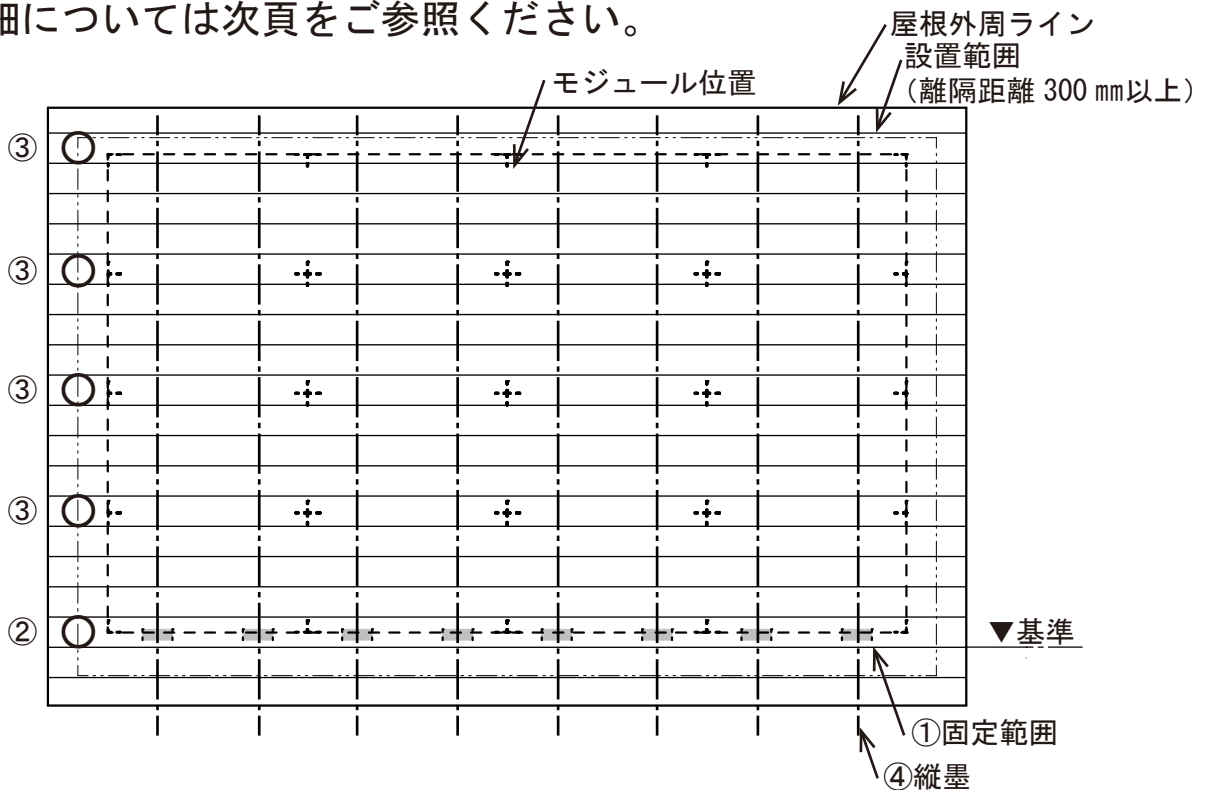 細については次頁をご参照ください。
屋根外周ライン
設置範囲
（離隔距離 300 ㎜以上）
モジュール位置
③
③
③
③
②
▼基準
①固定範囲
④縦墨